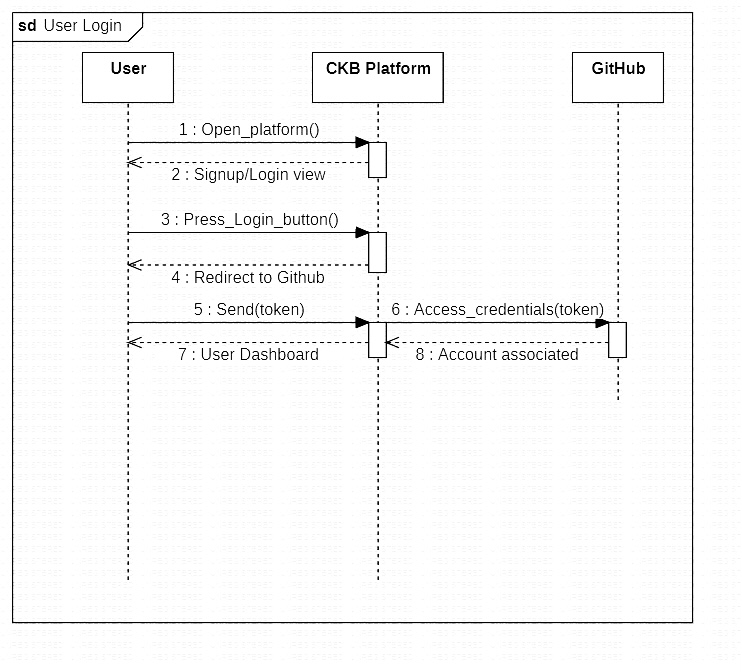 sd User Login
User
CKB Platform
GitHub
1 : Open_platform()
2 : Signup/Login view
3 : Press_Login_button()
4 : Redirect to Github
5 : Send(token)
6 : Access_credentials(token)
7 : User Dashboard
8 : Account associated